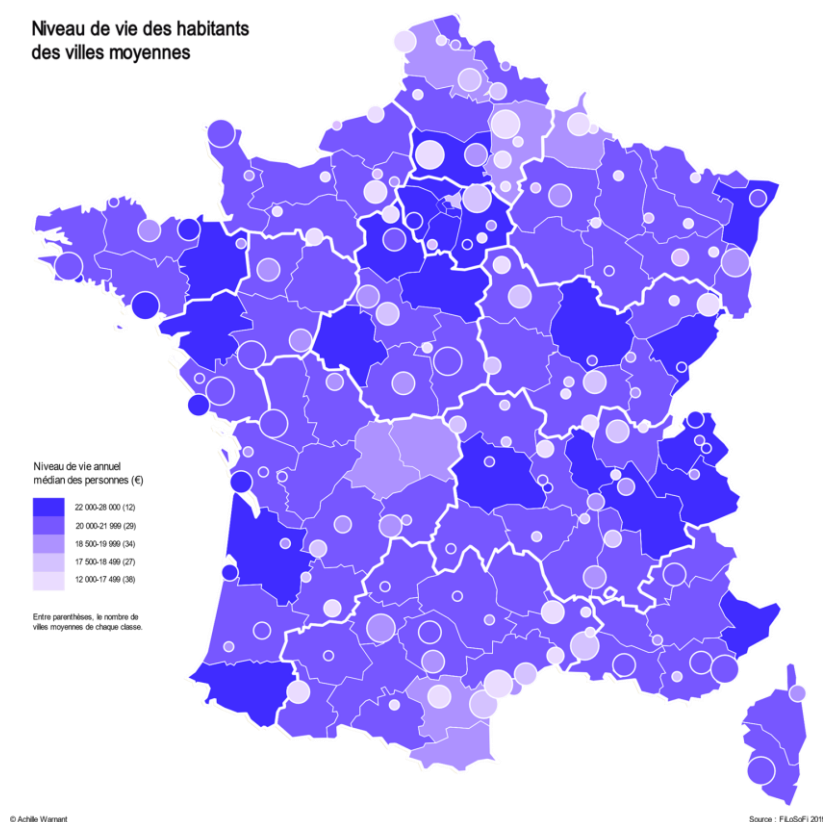 Niveau de vie des habitants
des villes moyennes
Niveau de vie annuel
médian des personnes (€)
22 000-28 000 (12)
20 000-21 999 (29)
18 500-19 999 (34)
17 500-18 499 (27)
12 000-17 499 (38)
Entre parenthèses, le nombre de
villes moyennes de chaque classe.
© Achille Warnant
Source : FiLoSoFi 2019